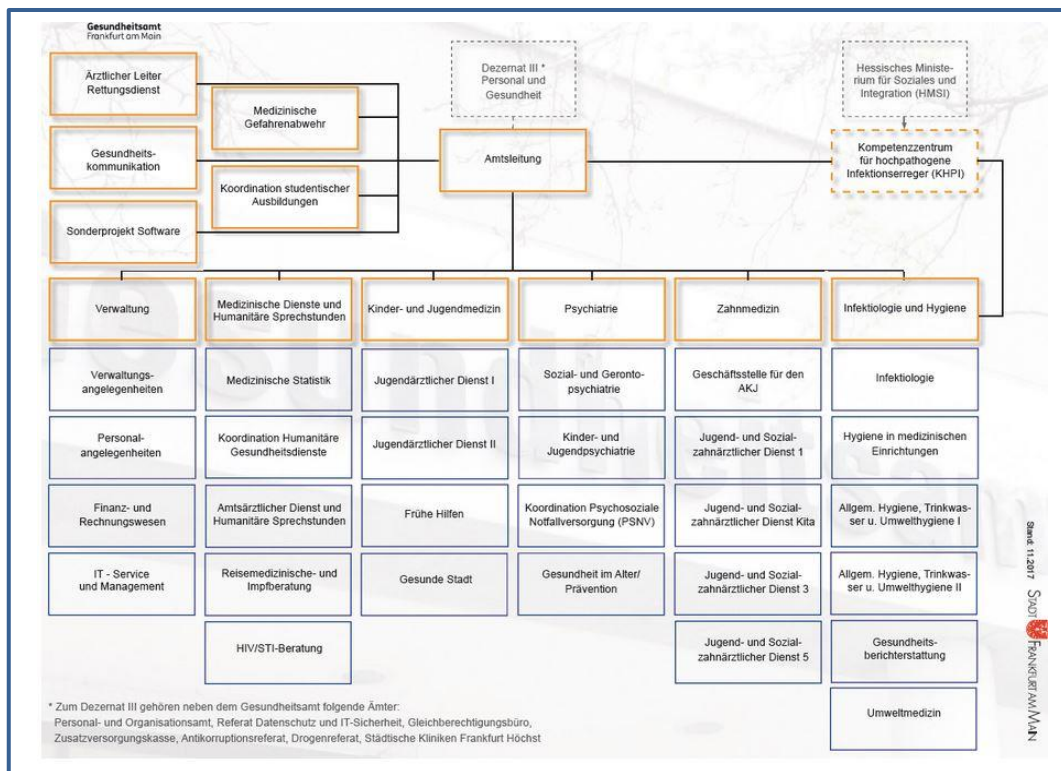 Gesundheitsamt
Frankfurt am Main
Ärztlicher Leiter
Rettungsdienst
Medizinische
Gefahrenabwehr
Gesundheits-
kommunikation
Koordination studentischer
Ausbildungen
Sonderprojekt Software
Dezernat III *
Personal und
Gesundheit
Amtsleitung
Hessisches Ministe-
rium für Soziales und
Integration (HMSI)
Kompetenzzentrum
für hochpathogene
Infektionserreger (KHPI)
Verwaltung
Verwaltungs-
angelegenheiten
Personal-
angelegenheiten
Finanz- und
Rechnungswesen
IT - Service
und Management
Medizinische Dienste und
Humanitäre Sprechstunden
Medizinische Statistik
Koordination Humanitäre
Gesundheitsdienste
Amtsärztlicher Dienst und
Humanitäre Sprechstunden
Reisemedizinische- und
Impfberatung
HIV/STI-Beratung
Kinder- und Jugendmedizin
Jugendärztlicher Dienst I
Jugendärztlicher Dienst II
Frühe Hilfen
Gesunde Stadt
Psychiatrie
Sozial- und Geronto-
psychiatrie
Kinder- und
Jugendpsychiatrie
Koordination Psychosoziale
Notfallversorgung (PSNV)
Gesundheit im Alter/
Prävention
Zahnmedizin
Geschäftsstelle für den
AKJ
Jugend- und Sozial-
zahnärztlicher Dienst 1
Jugend- und Sozial-
zahnärztlicher Dienst Kita
Jugend- und Sozial-
zahnärztlicher Dienst 3
Jugend- und Sozial-
zahnärztlicher Dienst 5
Infektiologie und Hygiene
Infektiologie
Hygiene in medizinischen
Einrichtungen
Allgem. Hygiene, Trinkwas-
ser u. Umwelthygiene I
Allgem. Hygiene, Trinkwas-
ser u. Umwelthygiene II
Gesundheits-
berichterstattung
Umweltmedizin
* Zum Dezernat III gehören neben dem Gesundheitsamt folgende Ämter:
Personal- und Organisationsamt, Referat Datenschutz und IT-Sicherheit, Gleichberechtigungsbüro,
Zusatzversorgungskasse, Antikorruptionsreferat, Drogenreferat, Städtische Kliniken Frankfurt Höchst
Stand: 11.2017
STADT FRANKFURT AM MAIN